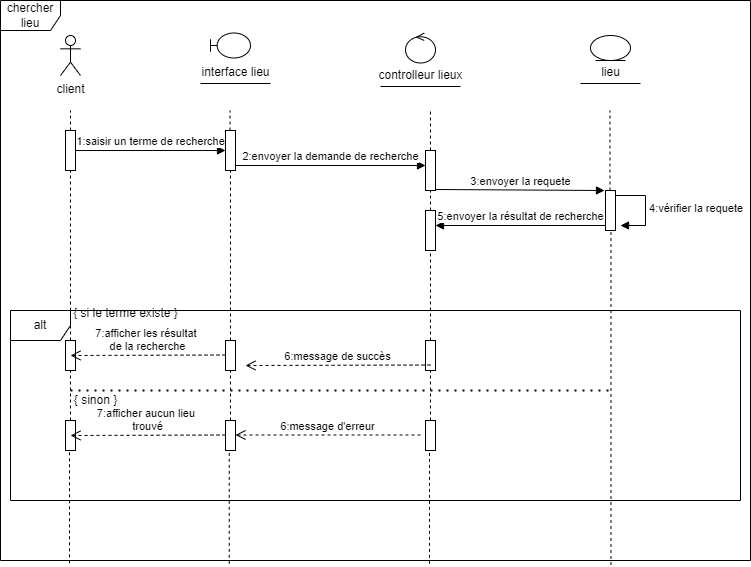 chercher
lieu
client
interface lieu
controlleur lieux
lieu
1:saisir un terme de recherche
2:envoyer la demande de recherche
3:envoyer la requete
4:vérifier la requete
5:envoyer la résultat de recherche
alt
{ si le terme existe }
7:afficher les résultat
de la recherche
6:message de succès
{ sinon }
7:afficher aucun lieu
trouvé
6:message d'erreur